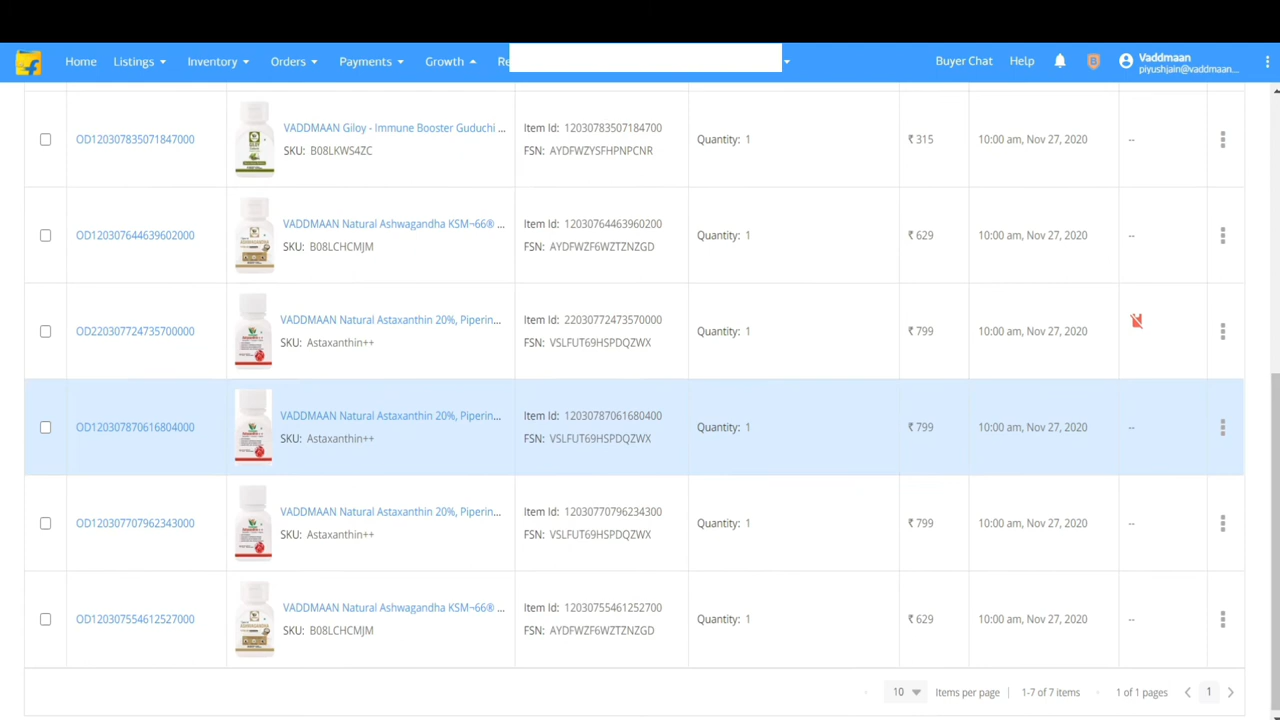 Home Listings Inventory Orders Payments Growth Re Buyer Chat Help Vaddmaan
piyushjain@vaddmaan...
OD120307835071847000 VADDMAAN Giloy - Immune Booster Guduchi ... Item Id: 12030783507184700 Quantity: 1 ₹ 315 10:00 am, Nov 27, 2020 --
SKU: B08LKWS4ZC FSN: AYDFWZYSFHPNPCNR
OD120307644639602000 VADDMAAN Natural Ashwagandha KSM¬66® ... Item Id: 12030764463960200 Quantity: 1 ₹ 629 10:00 am, Nov 27, 2020 --
SKU: B08LCHCMJM FSN: AYDFWZF6WZTZNZGD
OD220307724735700000 VADDMAAN Natural Astaxanthin 20%, Piperin... Item Id: 22030772473570000 Quantity: 1 ₹ 799 10:00 am, Nov 27, 2020
SKU: Astaxanthin++ FSN: VSLFUT69HSPDQZWX
OD120307870616804000 VADDMAAN Natural Astaxanthin 20%, Piperin... Item Id: 12030787061680400 Quantity: 1 ₹ 799 10:00 am, Nov 27, 2020 --
SKU: Astaxanthin++ FSN: VSLFUT69HSPDQZWX
OD120307707962343000 VADDMAAN Natural Astaxanthin 20%, Piperin... Item Id: 12030770796234300 Quantity: 1 ₹ 799 10:00 am, Nov 27, 2020 --
SKU: Astaxanthin++ FSN: VSLFUT69HSPDQZWX
OD120307554612527000 VADDMAAN Natural Ashwagandha KSM¬66® ... Item Id: 12030755461252700 Quantity: 1 ₹ 629 10:00 am, Nov 27, 2020 --
SKU: B08LCHCMJM FSN: AYDFWZF6WZTZNZGD
10 Items per page 1-7 of 7 items 1 of 1 pages 1